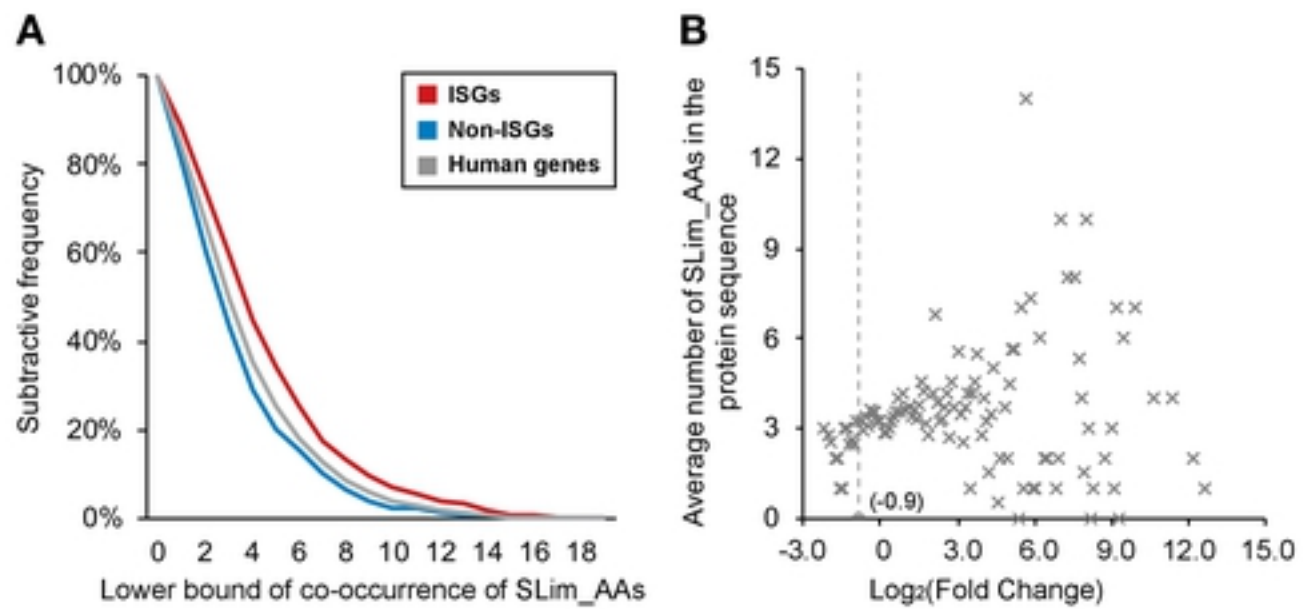 A
100%
80%
60%
40%
20%
0%
Subtractive frequency
ISGs
Non-ISGs
Human genes
0 2 4 6 8 10 12 14 16 18
Lower bound of co-occurrence of SLim_AAs
B
15
12
9
6
3
0
Average number of SLim_AAs in the
protein sequence
(-0.9)
-3.0 0 3.0 6.0 9.0 12.0 15.0
Log₂(Fold Change)